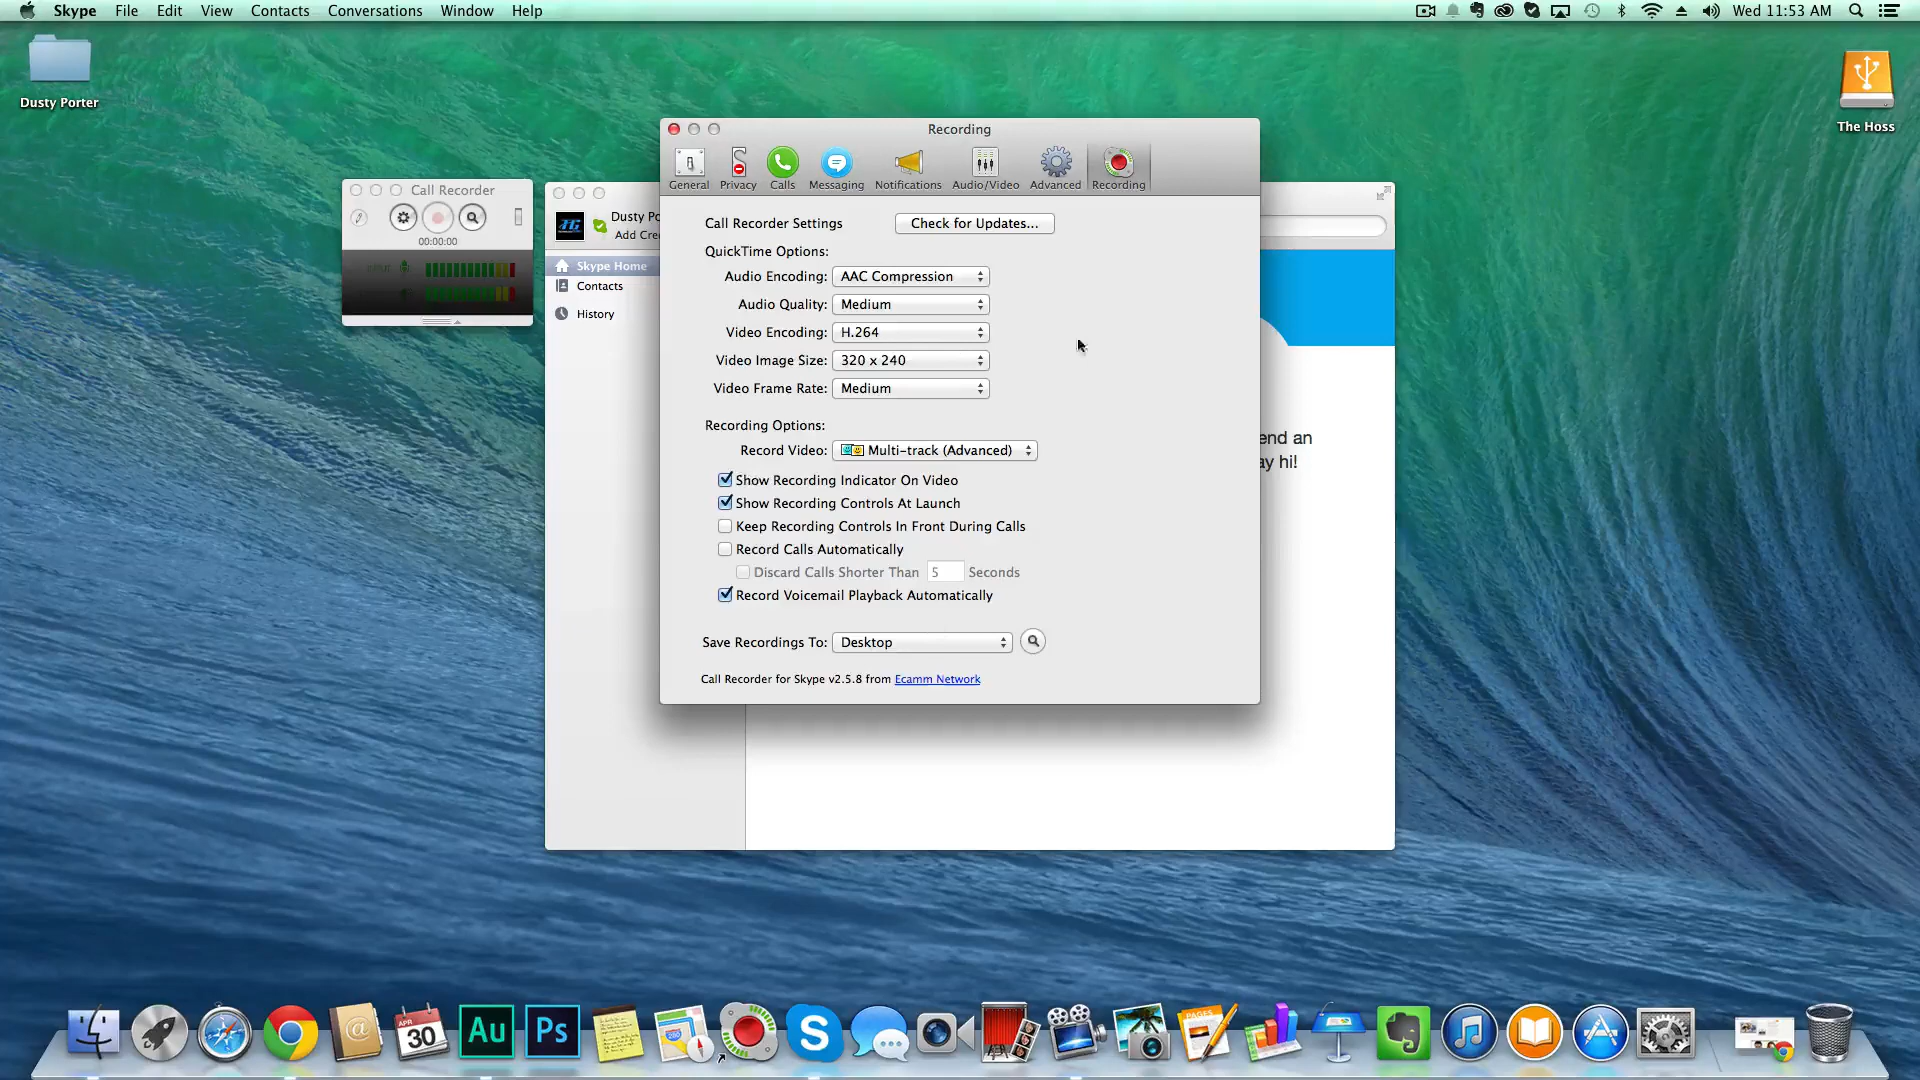 Skype File Edit View Contacts Conversations Window Help
Wed 11:53 AM
Dusty Porter
The Hoss
Call Recorder
00:00:00
INPUT
Dusty Po
Add Cre
Skype Home
Contacts
History
Recording
General Privacy Calls Messaging Notifications Audio/Video Advanced Recording
Call Recorder Settings Check for Updates...
QuickTime Options:
Audio Encoding: AAC Compression
Audio Quality: Medium
Video Encoding: H.264
Video Image Size: 320 x 240
Video Frame Rate: Medium
Recording Options:
Record Video: Multi-track (Advanced)
Show Recording Indicator On Video
Show Recording Controls At Launch
Keep Recording Controls In Front During Calls
Record Calls Automatically
Discard Calls Shorter Than 5 Seconds
Record Voicemail Playback Automatically
Save Recordings To: Desktop
Call Recorder for Skype v2.5.8 from Ecamm Network
end an
ay hi!
APR
30
Au
Ps